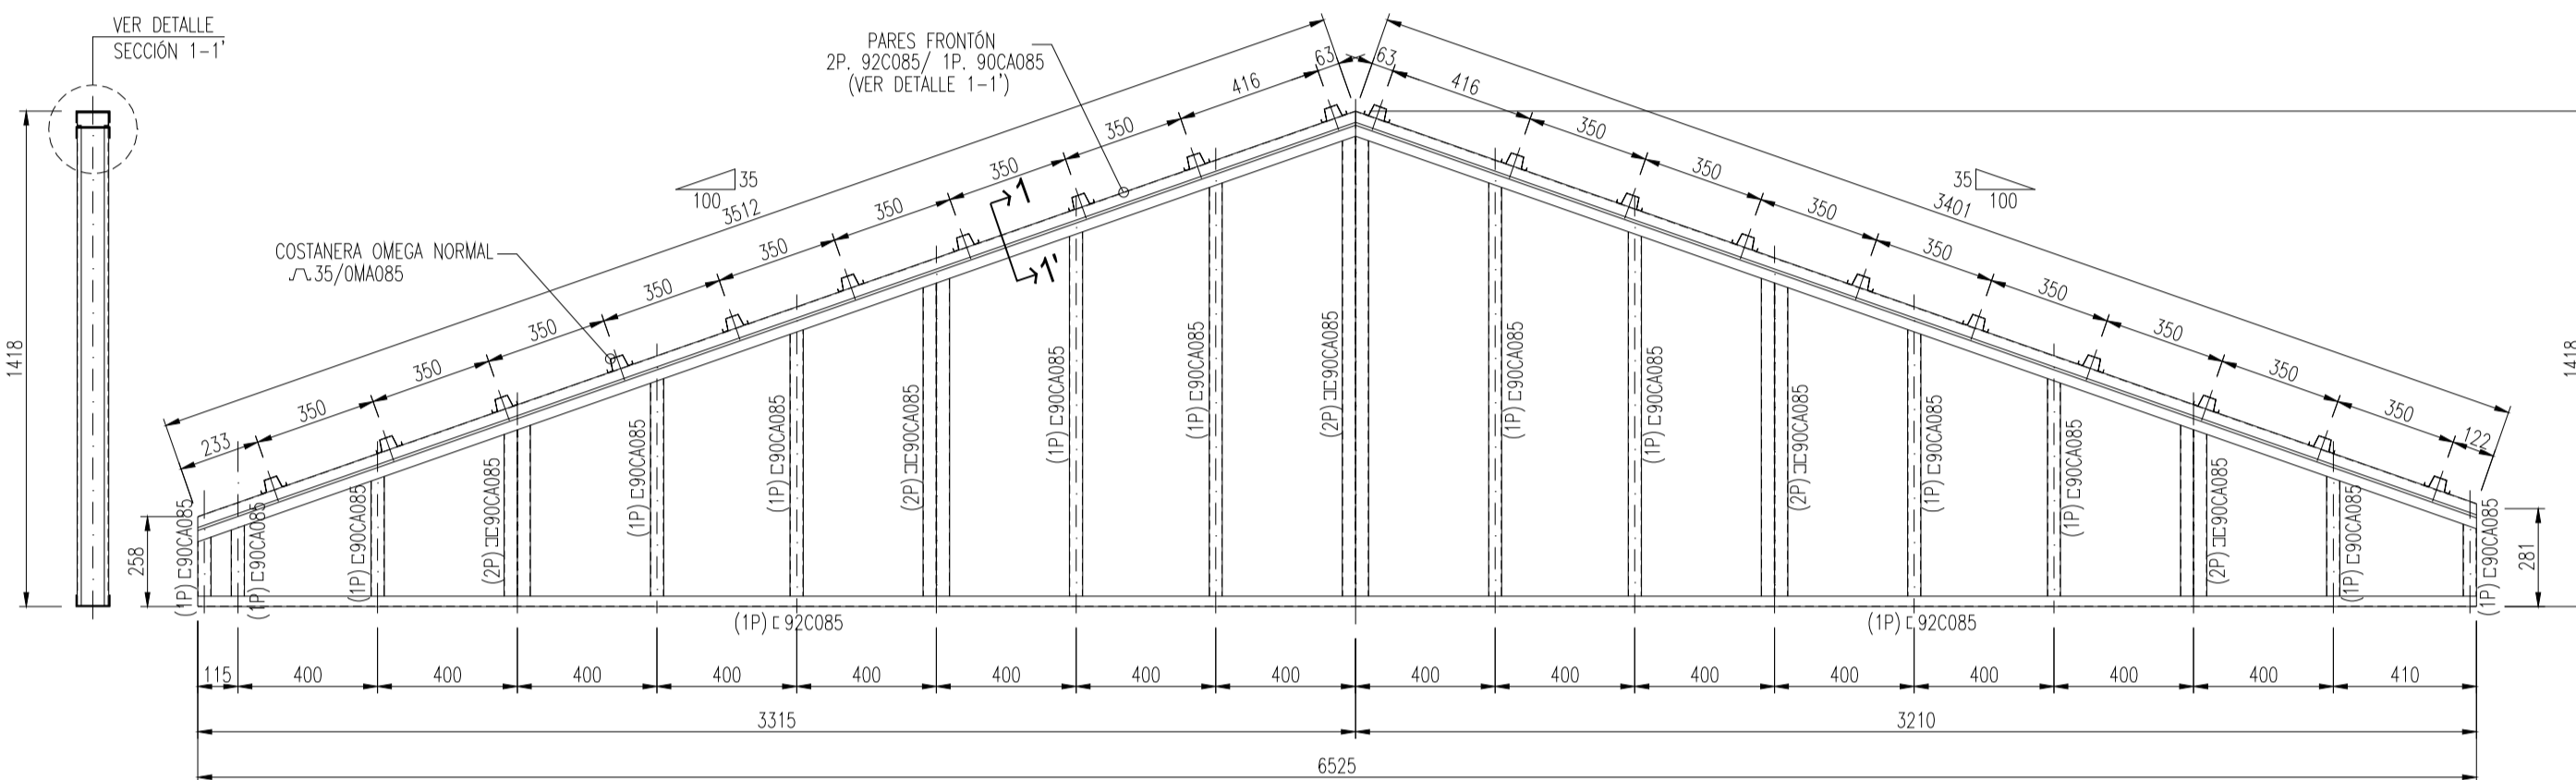 VER DETALLE
SECCIÓN 1-1'
PARES FRONTÓN
2P. 92C085/ 1P. 90CA085
(VER DETALLE 1-1')
COSTANERA OMEGA NORMAL
35/OMA085
35
100
3512
35
100
3401
63
63
416
350
350
350
350
350
350
350
350
233
416
350
350
350
350
350
350
350
350
122
1
1'
1418
1418
258
281
(1P) 90CA085
(1P) 90CA085
(1P) 90CA085
(2P) 90CA085
(1P) 90CA085
(1P) 90CA085
(2P) 90CA085
(1P) 90CA085
(1P) 90CA085
(2P) 90CA085
(1P) 90CA085
(1P) 90CA085
(2P) 90CA085
(1P) 90CA085
(1P) 90CA085
(2P) 90CA085
(1P) 90CA085
(1P) 90CA085
(1P) 92C085
(1P) 92C085
115 400 400 400 400 400 400 400 400 400 400 400 400 400 400 400 410
3315 3210
6525